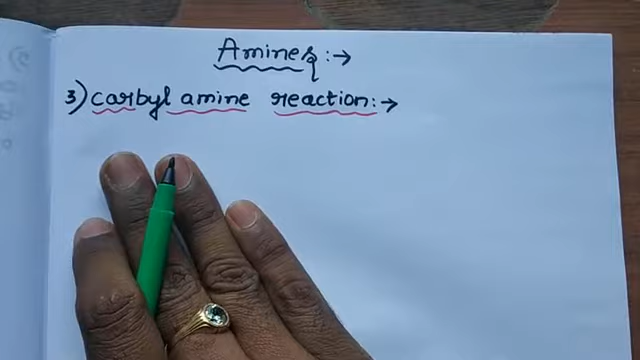 Amines:→
3) carbyl amine reaction:→